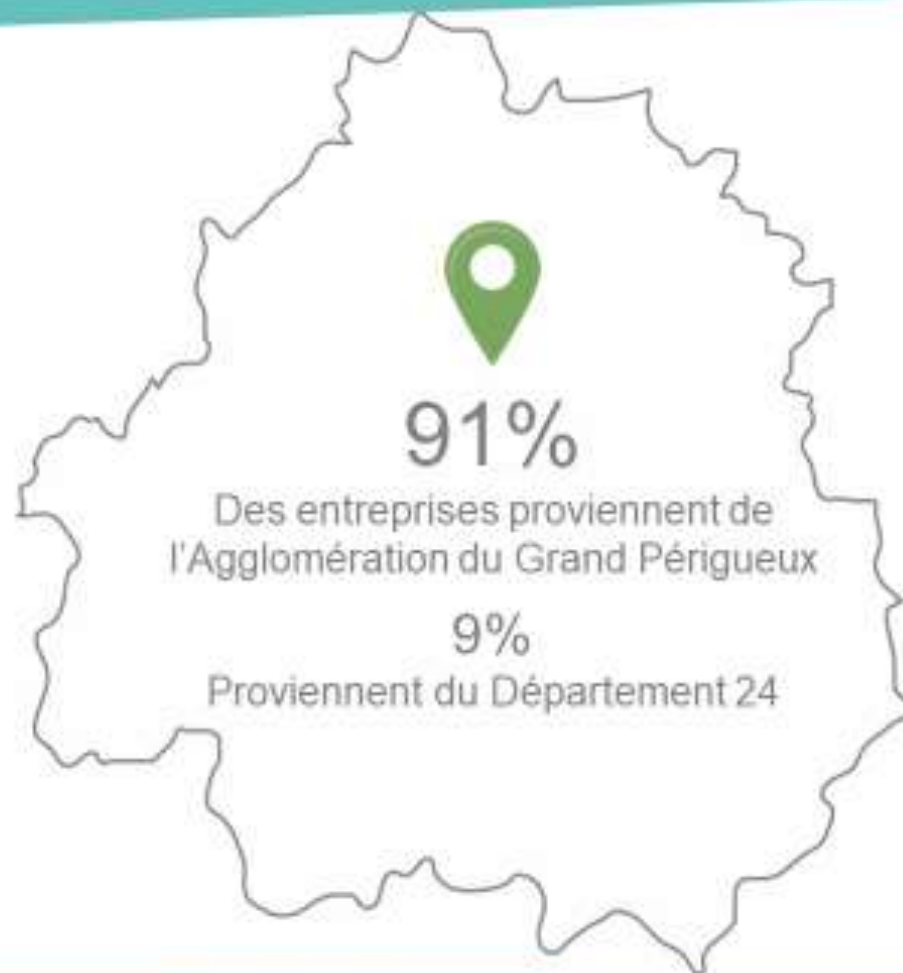 91%
Des entreprises proviennent de
l'Agglomération du Grand Périgueux
9%
Proviennent du Département 24